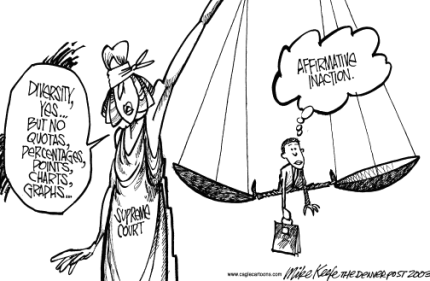 DIVERSITY,
YES...
BUT NO
QUOTAS,
PERCENTAGES,
POINTS,
CHARTS,
GRAPHS...
AFFIRMATIVE
INACTION.
SUPREME
COURT
www.caglecartoons.com
MIKE KEEFE THE DENVER POST 2003